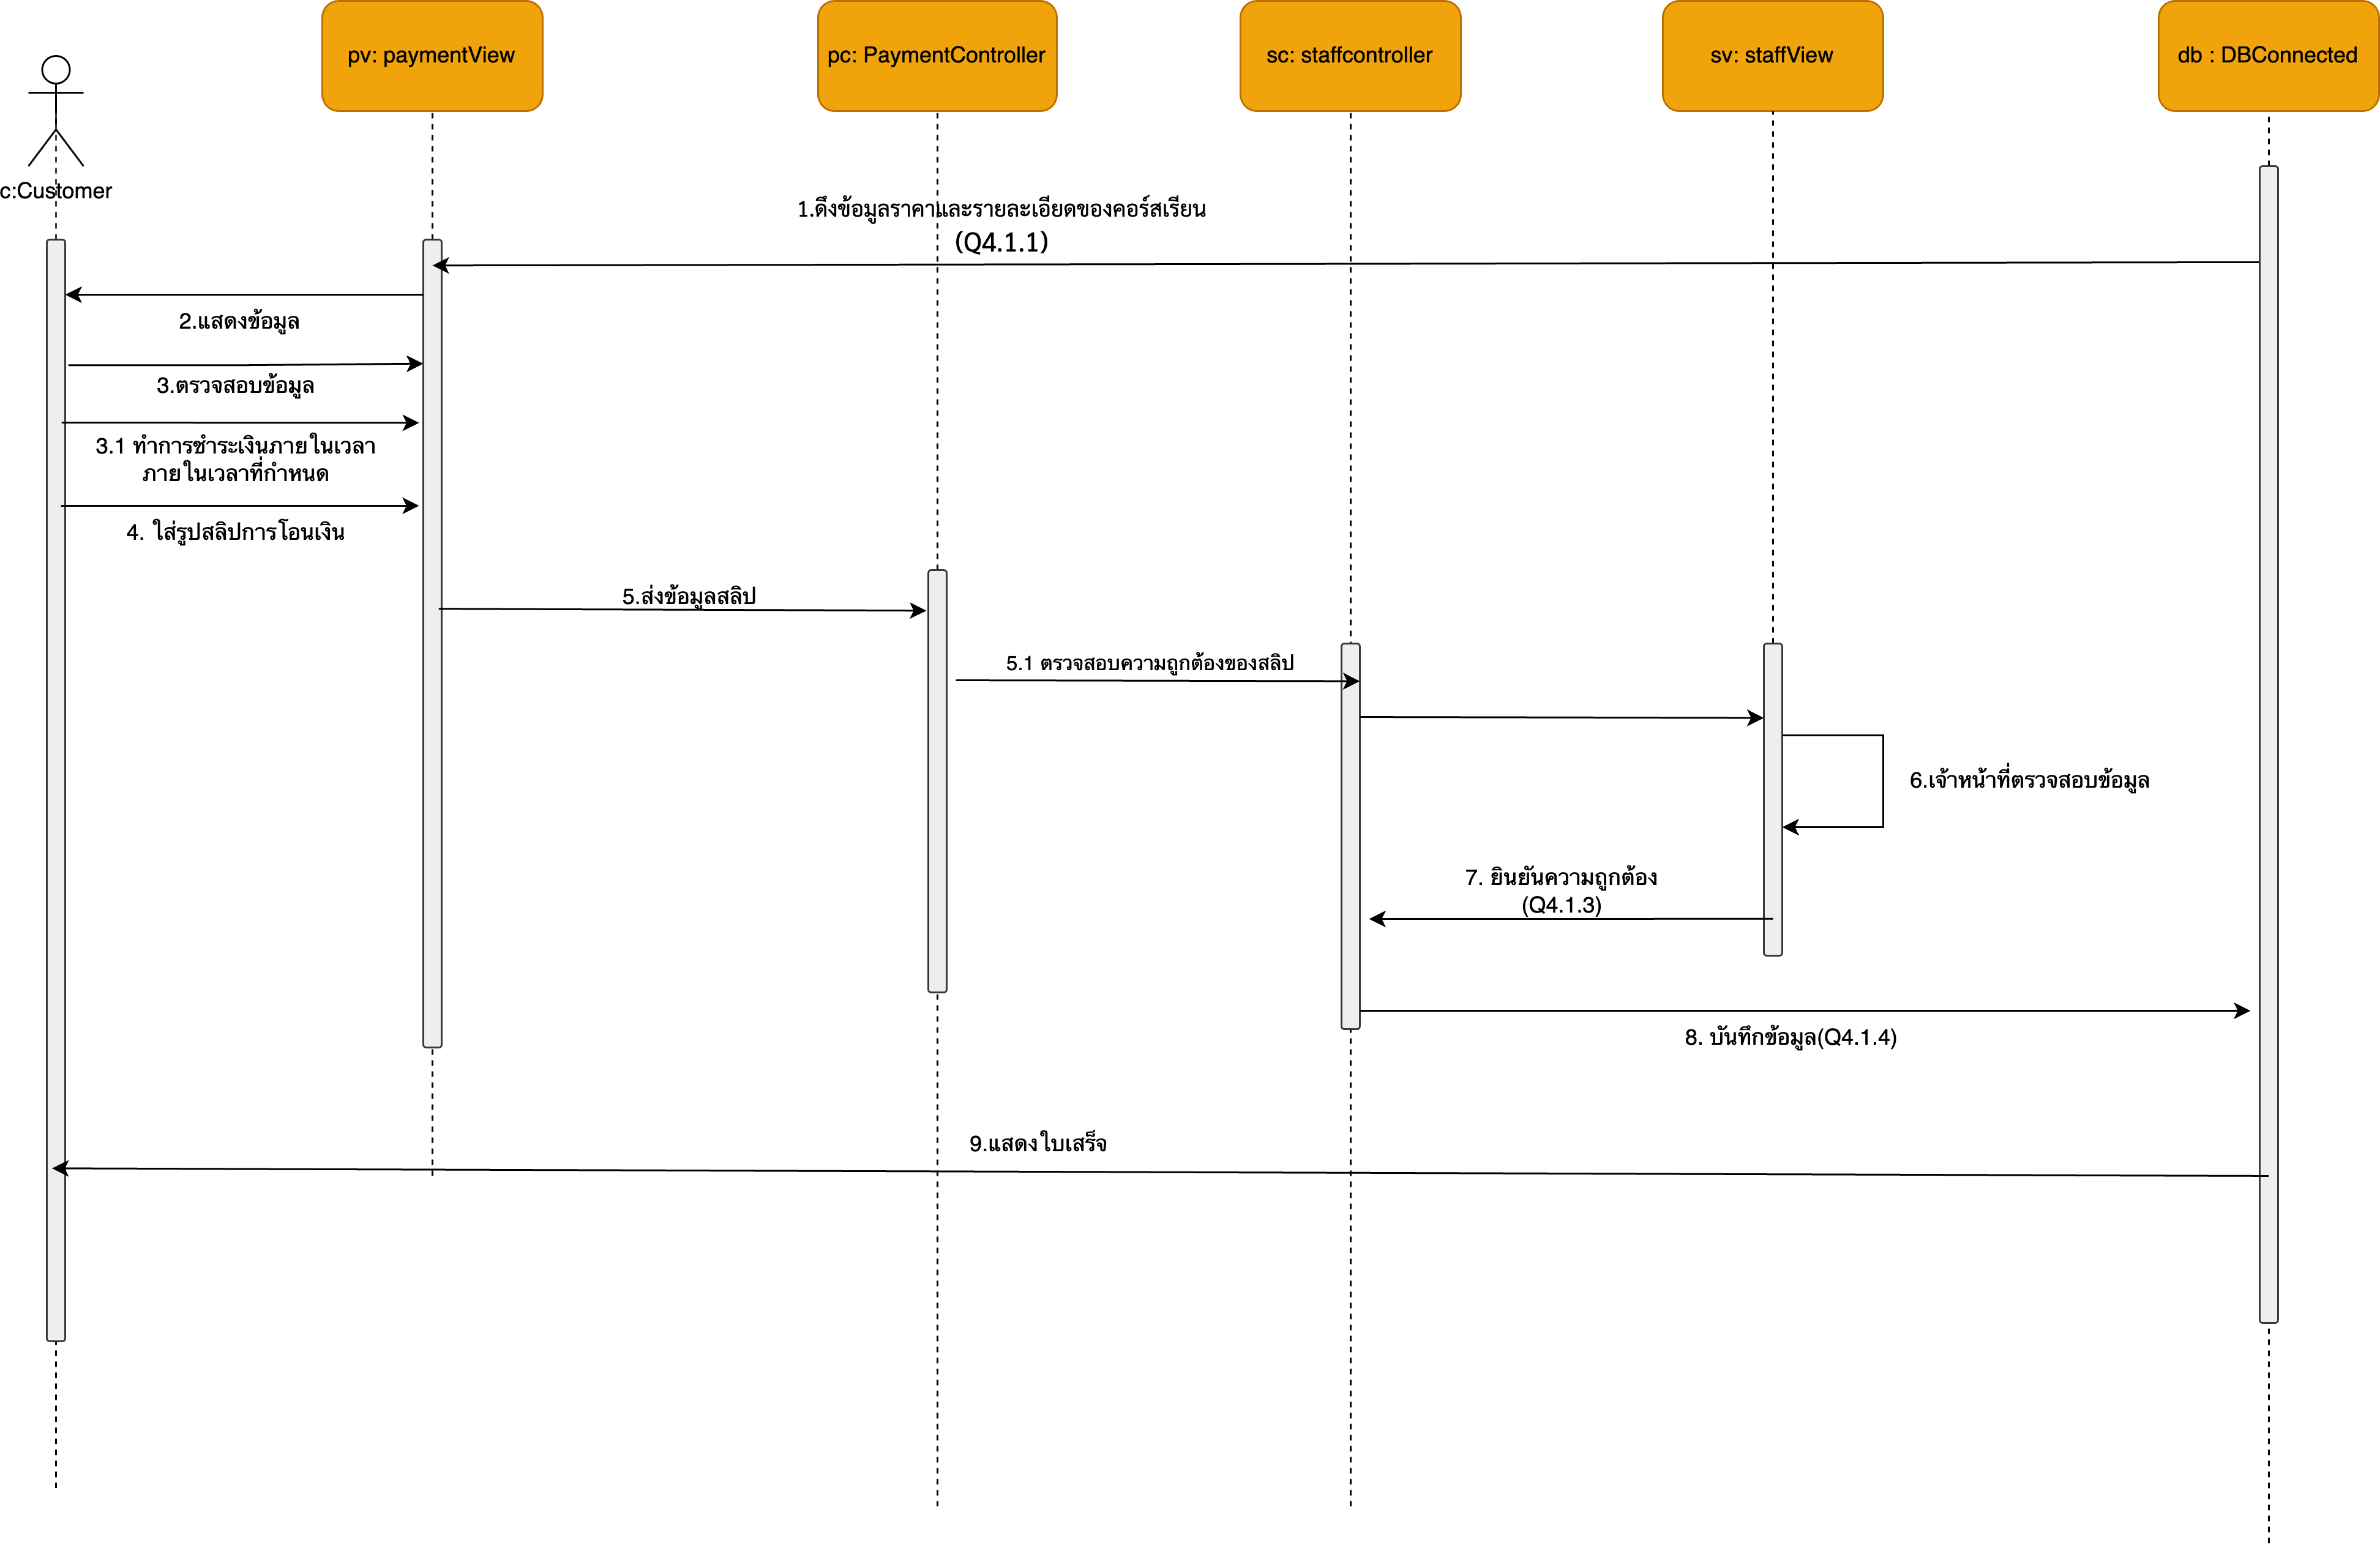 pv: paymentView
pc: PaymentController
sc: staffcontroller
sv: staffView
db : DBConnected
c:Customer
1.ดึงข้อมูลราคาและรายละเอียดของคอร์สเรียน
(Q4.1.1)
2.แสดงข้อมูล
3.ตรวจสอบข้อมูล
3.1 ทำการชำระเงินภายในเวลา
ภายในเวลาที่กำหนด
4. ใส่รูปสลิปการโอนเงิน
5.ส่งข้อมูลสลิป
5.1 ตรวจสอบความถูกต้องของสลิป
6.เจ้าหน้าที่ตรวจสอบข้อมูล
7. ยินยันความถูกต้อง
(Q4.1.3)
8. บันทึกข้อมูล(Q4.1.4)
9.แสดงใบเสร็จ